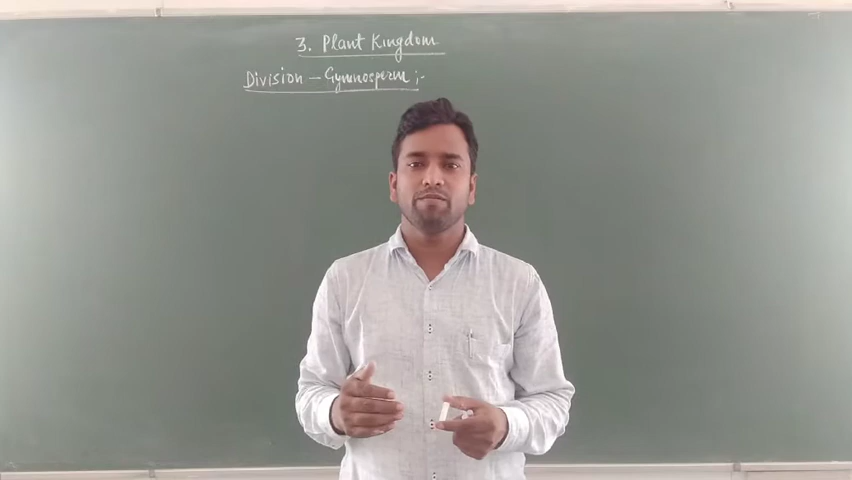 3. Plant Kingdom
Division - Gymnosperm :-